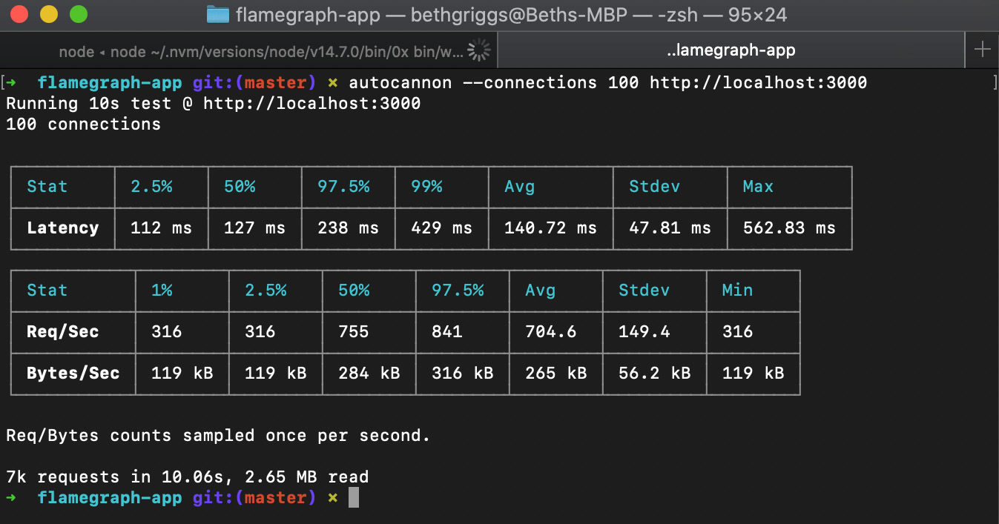 flamegraph-app — bethgriggs@Beths-MBP — -zsh — 95×24
node ◂ node ~/.nvm/versions/node/v14.7.0/bin/0x bin/w... ..lamegraph-app +
[➜ flamegraph-app git:(master) × autocannon --connections 100 http://localhost:3000 ]
Running 10s test @ http://localhost:3000
100 connections
Stat 2.5% 50% 97.5% 99% Avg Stdev Max
Latency 112 ms 127 ms 238 ms 429 ms 140.72 ms 47.81 ms 562.83 ms
Stat 1% 2.5% 50% 97.5% Avg Stdev Min
Req/Sec 316 316 755 841 704.6 149.4 316
Bytes/Sec 119 kB 119 kB 284 kB 316 kB 265 kB 56.2 kB 119 kB
Req/Bytes counts sampled once per second.
7k requests in 10.06s, 2.65 MB read
➜ flamegraph-app git:(master) ×